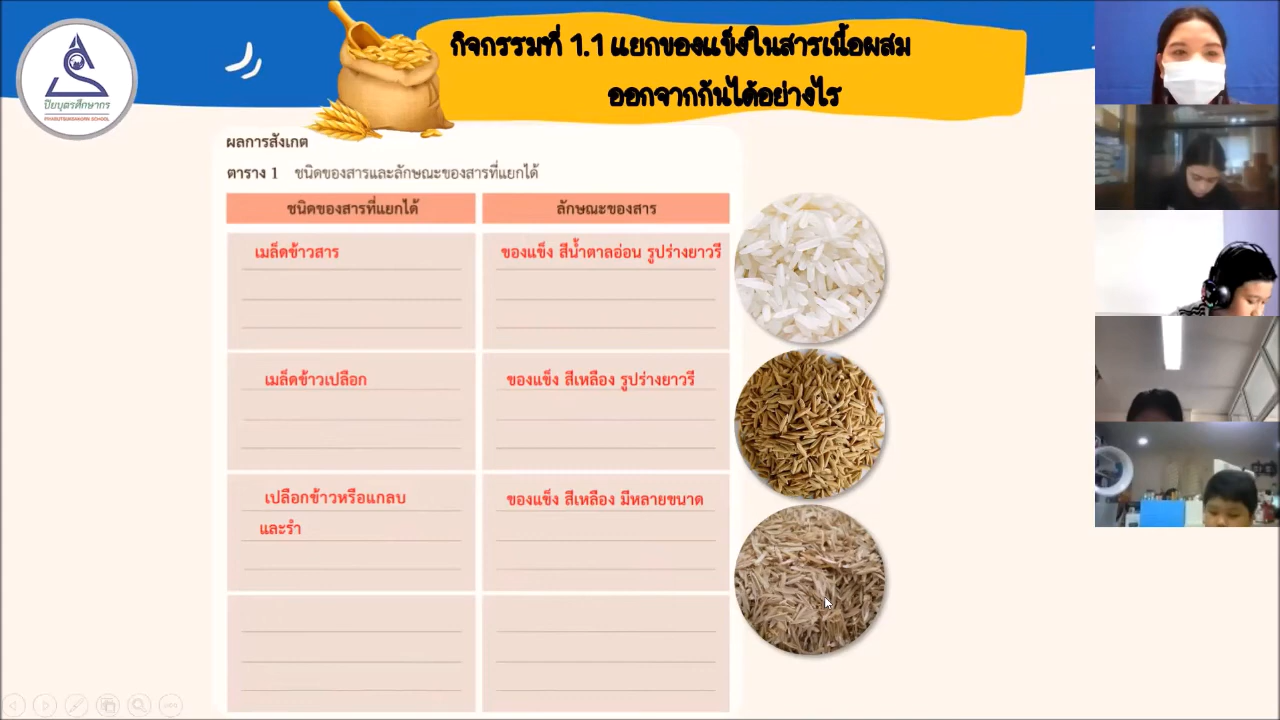 กิจกรรมที่ 1.1 แยกของแข็งในสารเนื้อผสม
ออกจากกันได้อย่างไร
ปิยบุตรศึกษากร
PIYABUTSUKSAKORN SCHOOL
ผลการสังเกต
ตาราง 1 ชนิดของสารและลักษณะของสารที่แยกได้
ชนิดของสารที่แยกได้ ลักษณะของสาร
เมล็ดข้าวสาร ของแข็ง สีน้ำตาลอ่อน รูปร่างยาวรี
เมล็ดข้าวเปลือก ของแข็ง สีเหลือง รูปร่างยาวรี
เปลือกข้าวหรือแกลบ ของแข็ง สีเหลือง มีหลายขนาด
และรำ